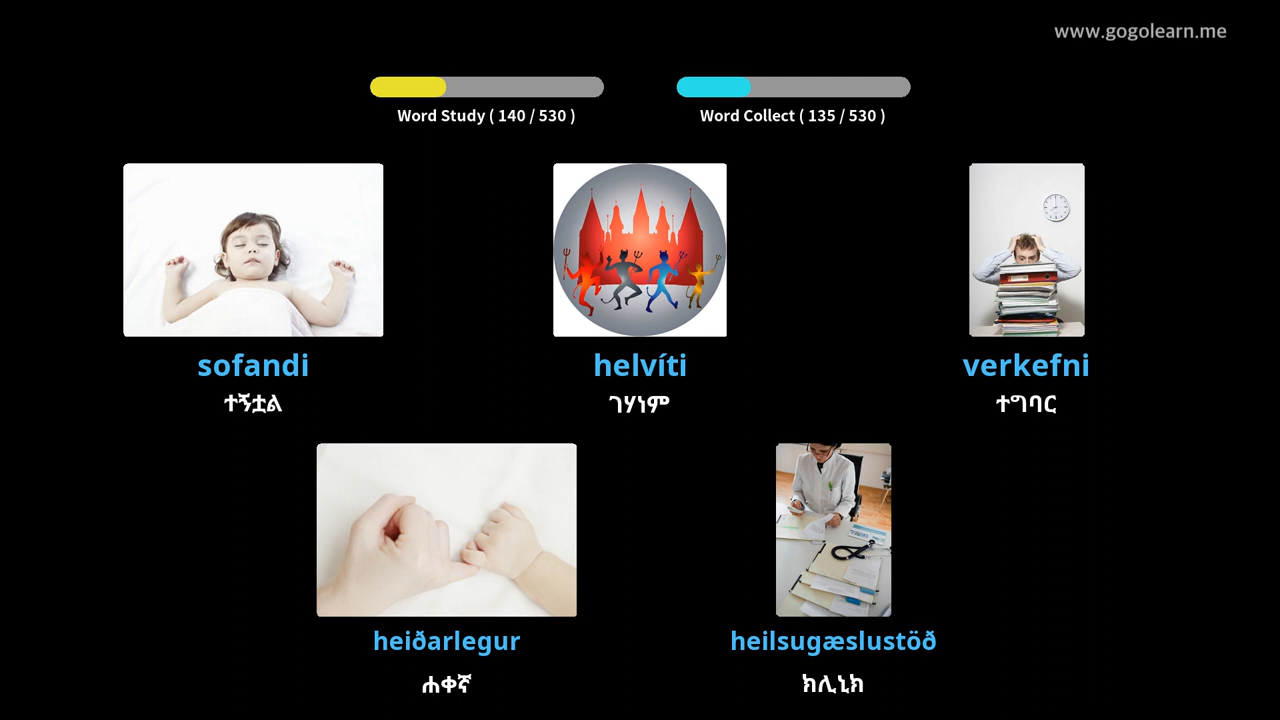 www.gogolearn.me
Word Study ( 140 / 530 )
Word Collect ( 135 / 530 )
sofandi
ተኝቷል
helvíti
ገሃነም
verkefni
ተግባር
heiðarlegur
ሐቀኛ
heilsugæslustöð
ክሊኒክ